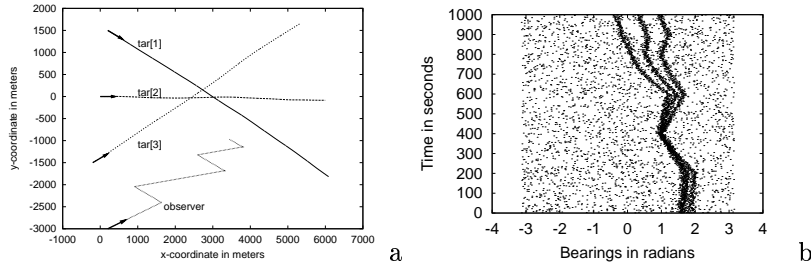 2000
1500
1000
500
0
-500
-1000
-1500
-2000
-2500
-3000
y-coordinate in meters
tar[1]
tar[2]
tar[3]
observer
-1000 0 1000 2000 3000 4000 5000 6000 7000
x-coordinate in meters
a
1000
900
800
700
600
500
400
300
200
100
0
Time in seconds
-4 -3 -2 -1 0 1 2 3 4
Bearings in radians
b